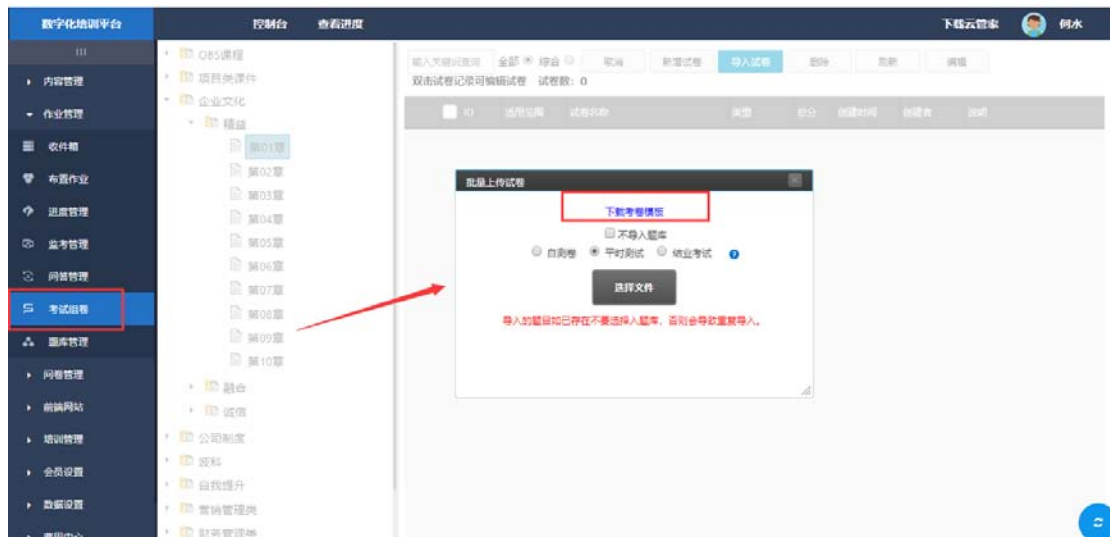 数字化培训平台 控制台 查看进度 下载云管家 何水
内容管理
作业管理
收件箱
布置作业
进度管理
监考管理
问答管理
考试组卷
题库管理
问卷管理
前端网站
培训管理
会员设置
数据设置
OBS课程
项目类课件
企业文化
精益
第01章
第02章
第03章
第04章
第05章
第06章
第07章
第08章
第09章
第10章
融合
诚信
公司制度
自我提升
营销管理类
财务管理类
输入关键词查询 全部 综合 取消 新增试卷 导入试卷 删除 刷新 编辑
双击试卷记录可编辑试卷 试卷数：0
ID 适用范围 试卷名称 类型 总分 创建时间 创建者 说明
批量上传试卷
下载考卷模版
不导入题库
自测卷 平时测试 结业考试
选择文件
导入的题目如已存在不要选择入题库，否则会导致重复导入。